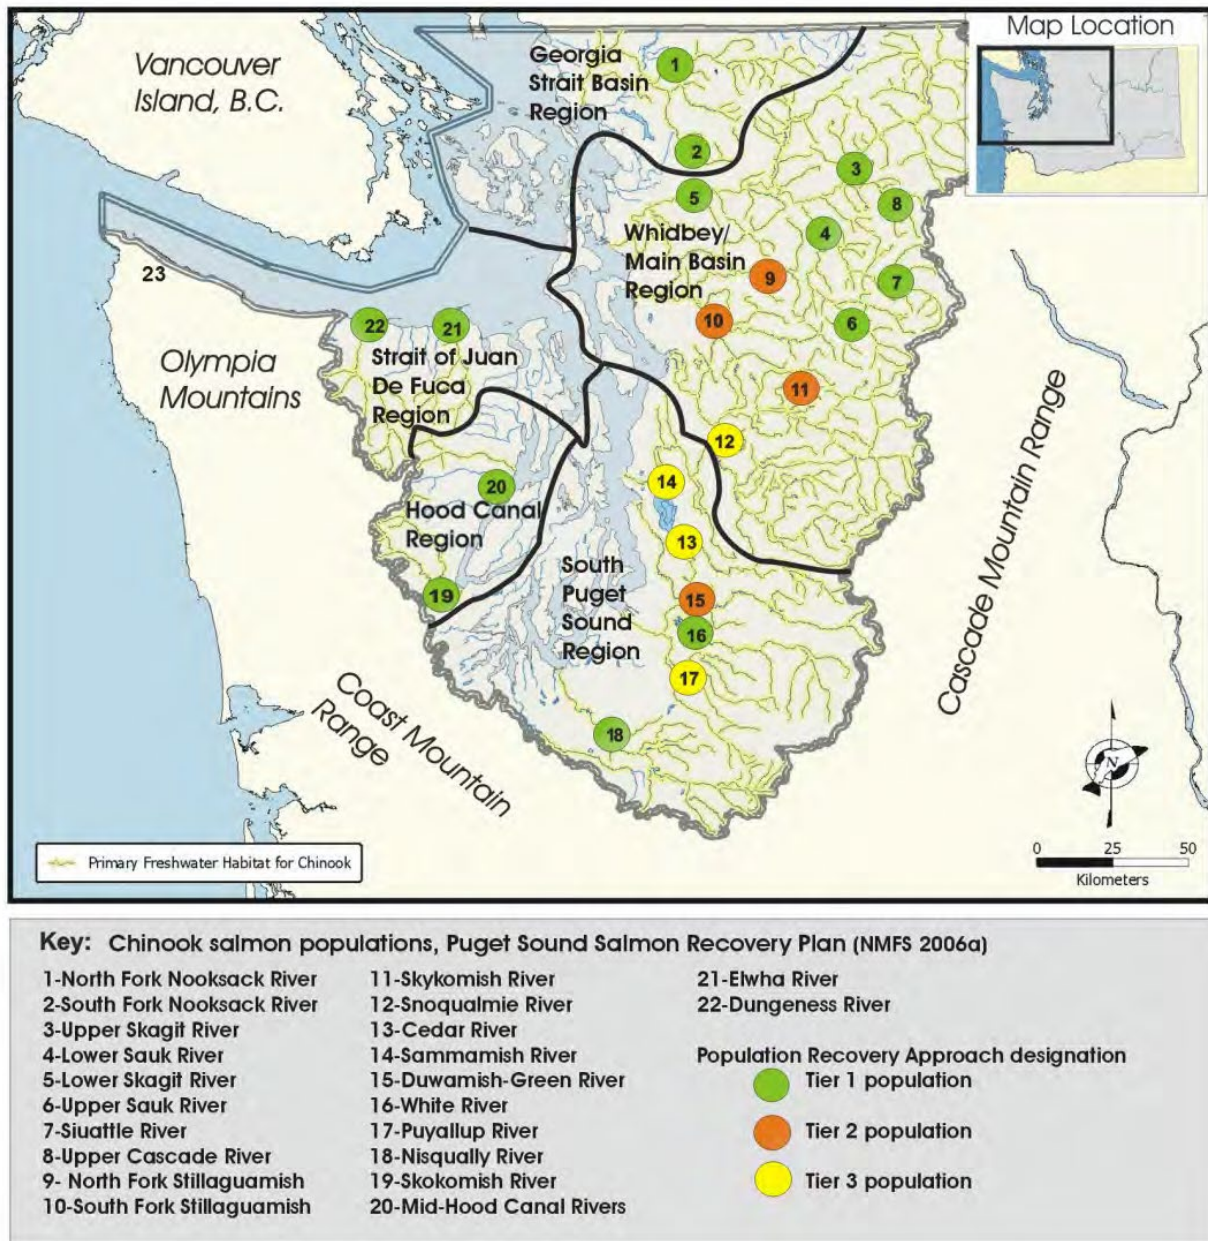 Map Location
Vancouver
Island, B.C.
Georgia
Strait Basin
Region
1
2
3
5
8
4
Whidbey/
Main Basin
Region
9
7
10
6
23
22
21
Olympia
Mountains
Strait of Juan
De Fuca
Region
11
12
14
20
Hood Canal
Region
13
19
South
Puget
Sound
Region
15
16
17
18
Cascade Mountain Range
Coast Mountain
Range
N
Primary Freshwater Habitat for Chinook
0 25 50
Kilometers
Key: Chinook salmon populations, Puget Sound Salmon Recovery Plan (NMFS 2006a)
1-North Fork Nooksack River
2-South Fork Nooksack River
3-Upper Skagit River
4-Lower Sauk River
5-Lower Skagit River
6-Upper Sauk River
7-Siuattle River
8-Upper Cascade River
9- North Fork Stillaguamish
10-South Fork Stillaguamish
11-Skykomish River
12-Snoqualmie River
13-Cedar River
14-Sammamish River
15-Duwamish-Green River
16-White River
17-Puyallup River
18-Nisqually River
19-Skokomish River
20-Mid-Hood Canal Rivers
21-Elwha River
22-Dungeness River
Population Recovery Approach designation
Tier 1 population
Tier 2 population
Tier 3 population